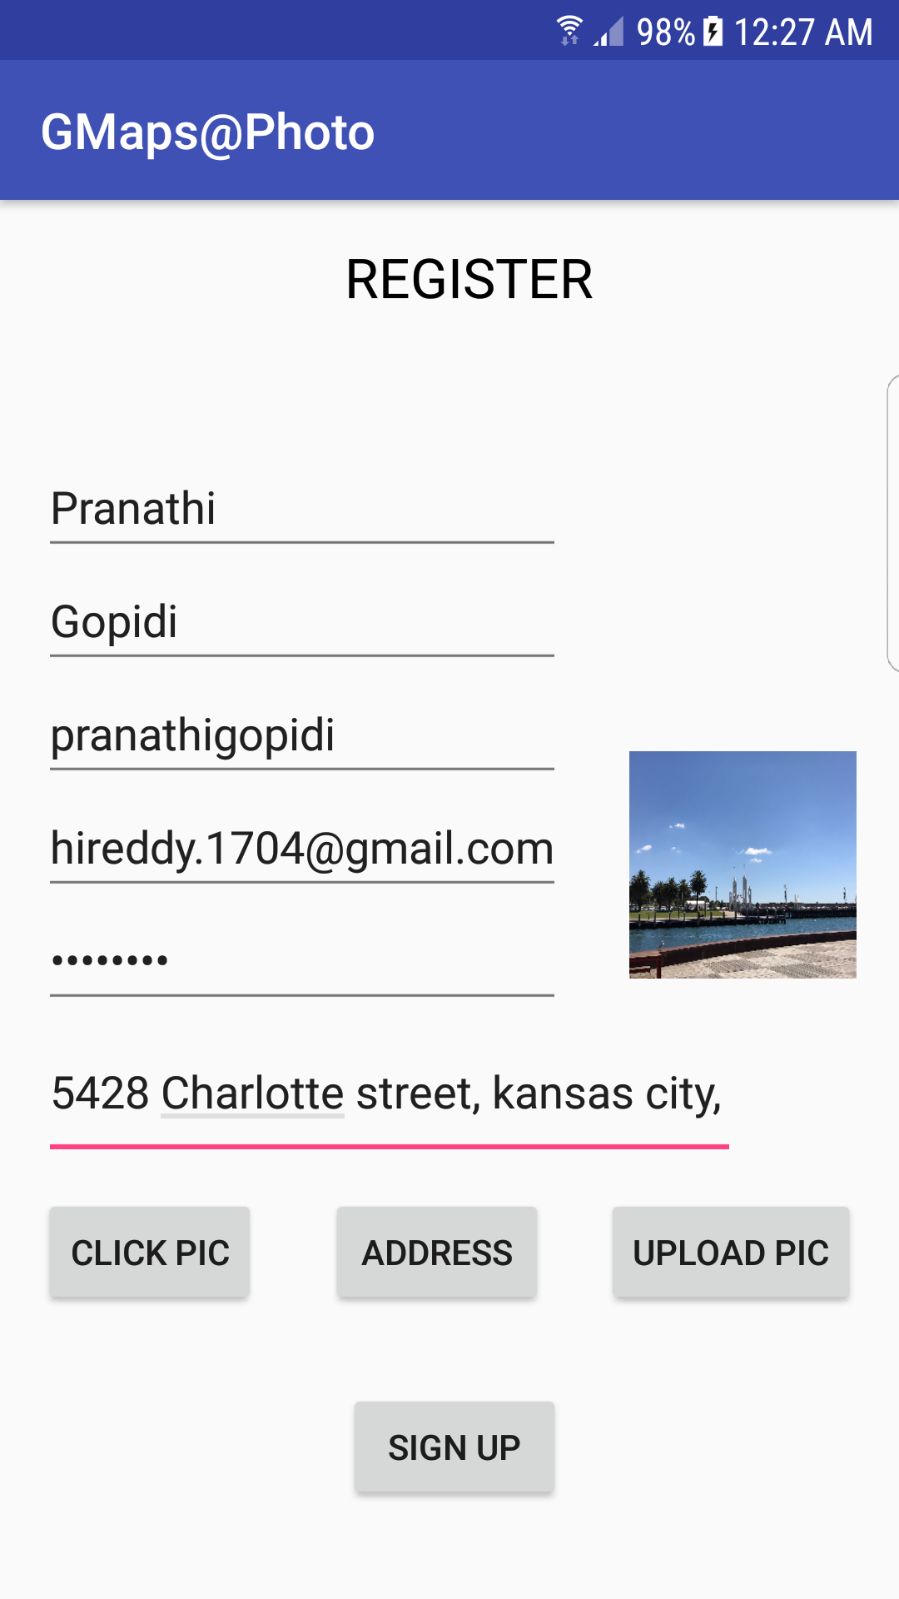 98% 12:27 AM
GMaps@Photo
REGISTER
Pranathi
Gopidi
pranathigopidi
hireddy.1704@gmail.com
••••••••
5428 Charlotte street, kansas city,
CLICK PIC ADDRESS UPLOAD PIC
SIGN UP